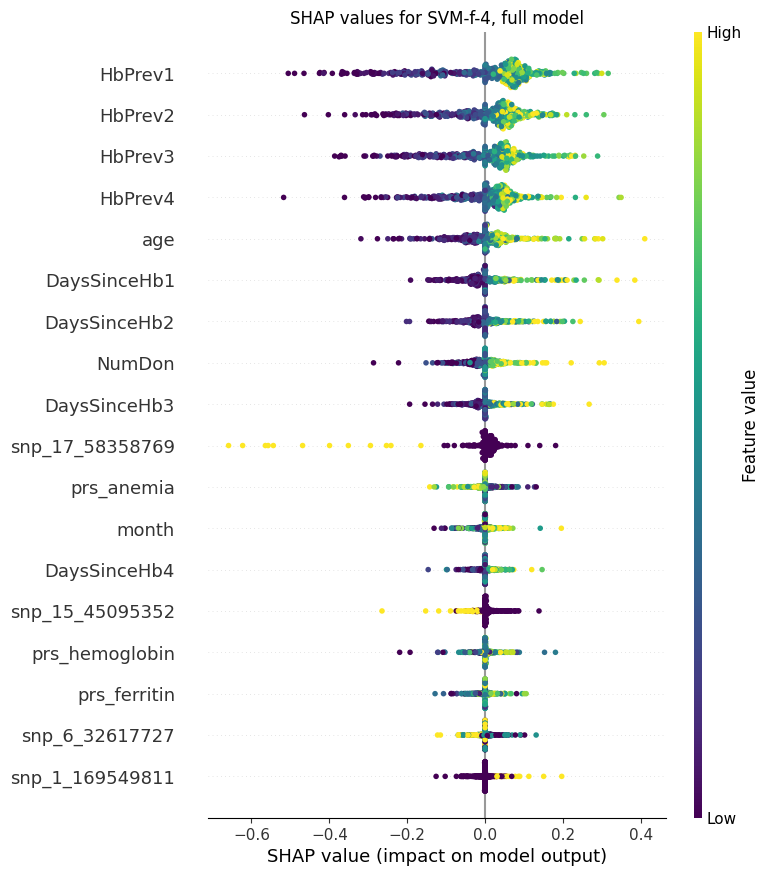 SHAP values for SVM-f-4, full model
High
HbPrev1
HbPrev2
HbPrev3
HbPrev4
age
DaysSinceHb1
DaysSinceHb2
NumDon
DaysSinceHb3
snp_17_58358769
prs_anemia
month
DaysSinceHb4
snp_15_45095352
prs_hemoglobin
prs_ferritin
snp_6_32617727
snp_1_169549811
Feature value
Low
−0.6 −0.4 −0.2 0.0 0.2 0.4
SHAP value (impact on model output)